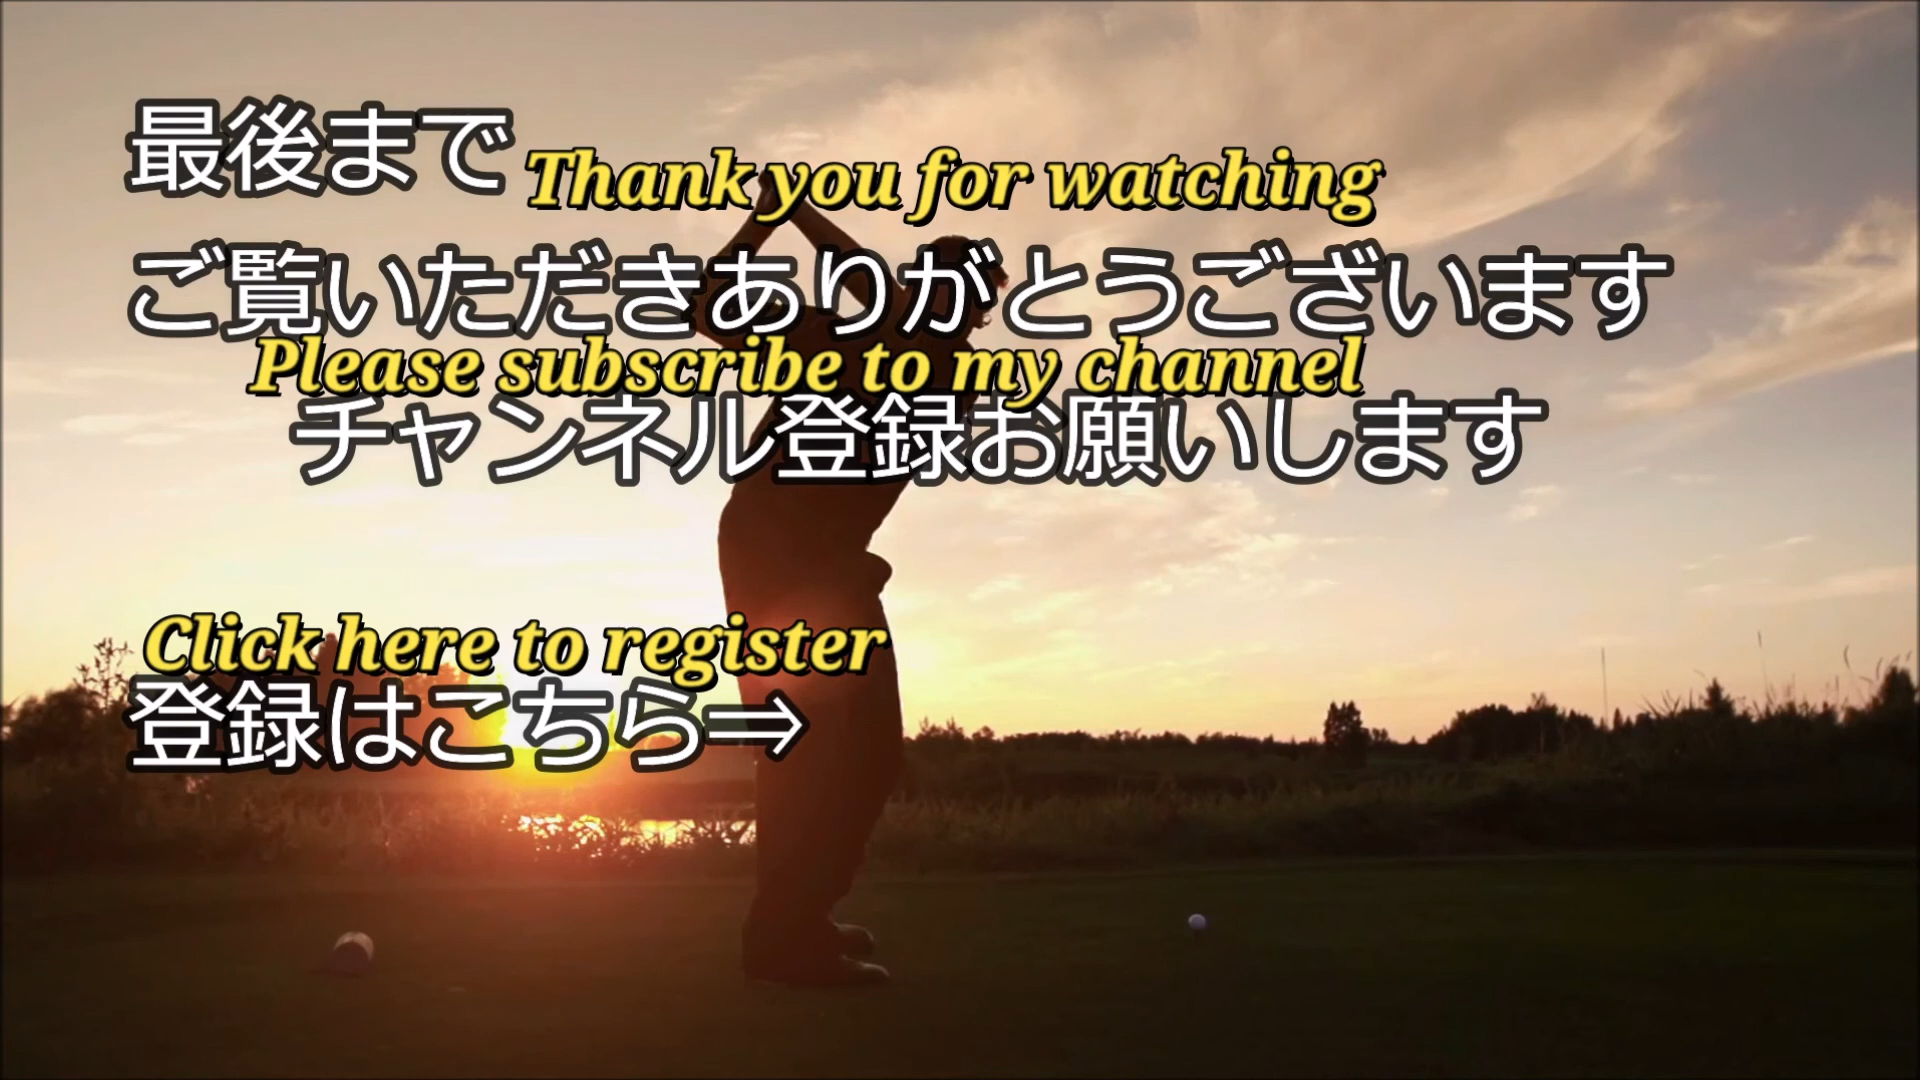 最後まで
Thank you for watching
ご覧いただきありがとうございます
Please subscribe to my channel
チャンネル登録お願いします
Click here to register
登録はこちら⇒